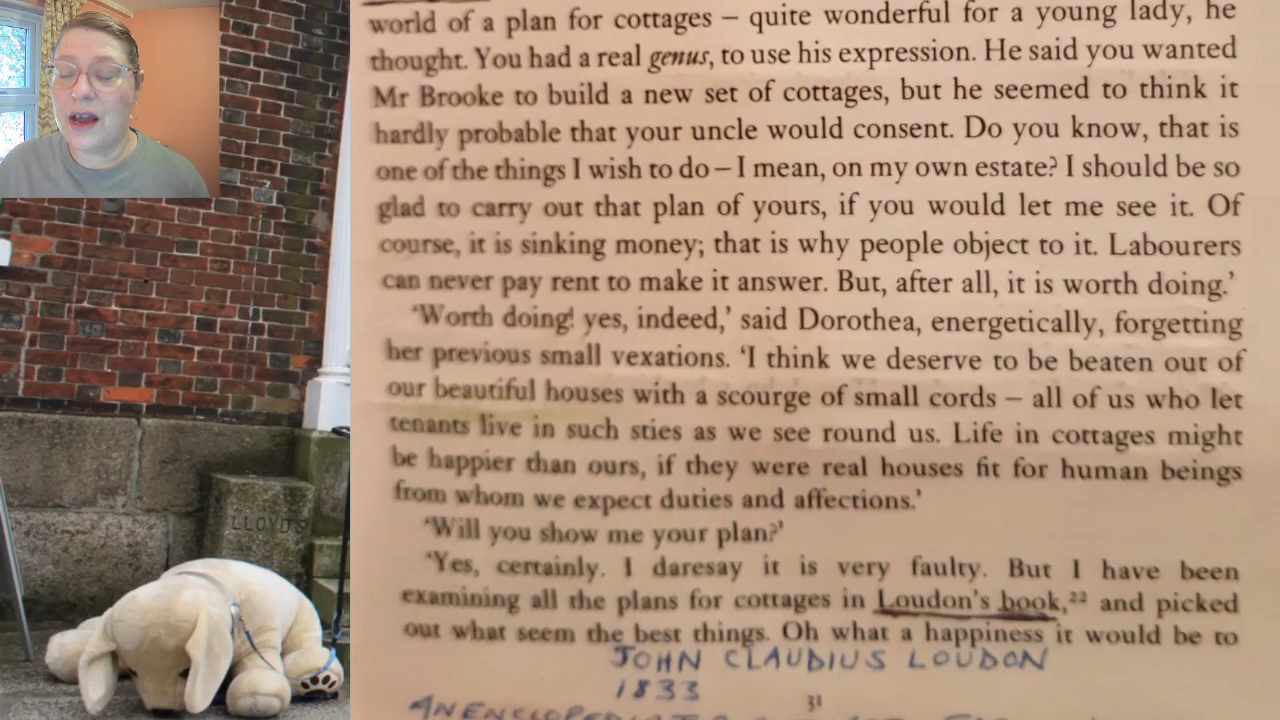 LLOYDS
world of a plan for cottages – quite wonderful for a young lady, he
thought. You had a real genus, to use his expression. He said you wanted
Mr Brooke to build a new set of cottages, but he seemed to think it
hardly probable that your uncle would consent. Do you know, that is
one of the things I wish to do – I mean, on my own estate? I should be so
glad to carry out that plan of yours, if you would let me see it. Of
course, it is sinking money; that is why people object to it. Labourers
can never pay rent to make it answer. But, after all, it is worth doing.’
‘Worth doing! yes, indeed,’ said Dorothea, energetically, forgetting
her previous small vexations. ‘I think we deserve to be beaten out of
our beautiful houses with a scourge of small cords – all of us who let
tenants live in such sties as we see round us. Life in cottages might
be happier than ours, if they were real houses fit for human beings
from whom we expect duties and affections.’
‘Will you show me your plan?’
‘Yes, certainly. I daresay it is very faulty. But I have been
examining all the plans for cottages in Loudon’s book,²² and picked
out what seem the best things. Oh what a happiness it would be to
JOHN CLAUDIUS LOUDON
1833
31